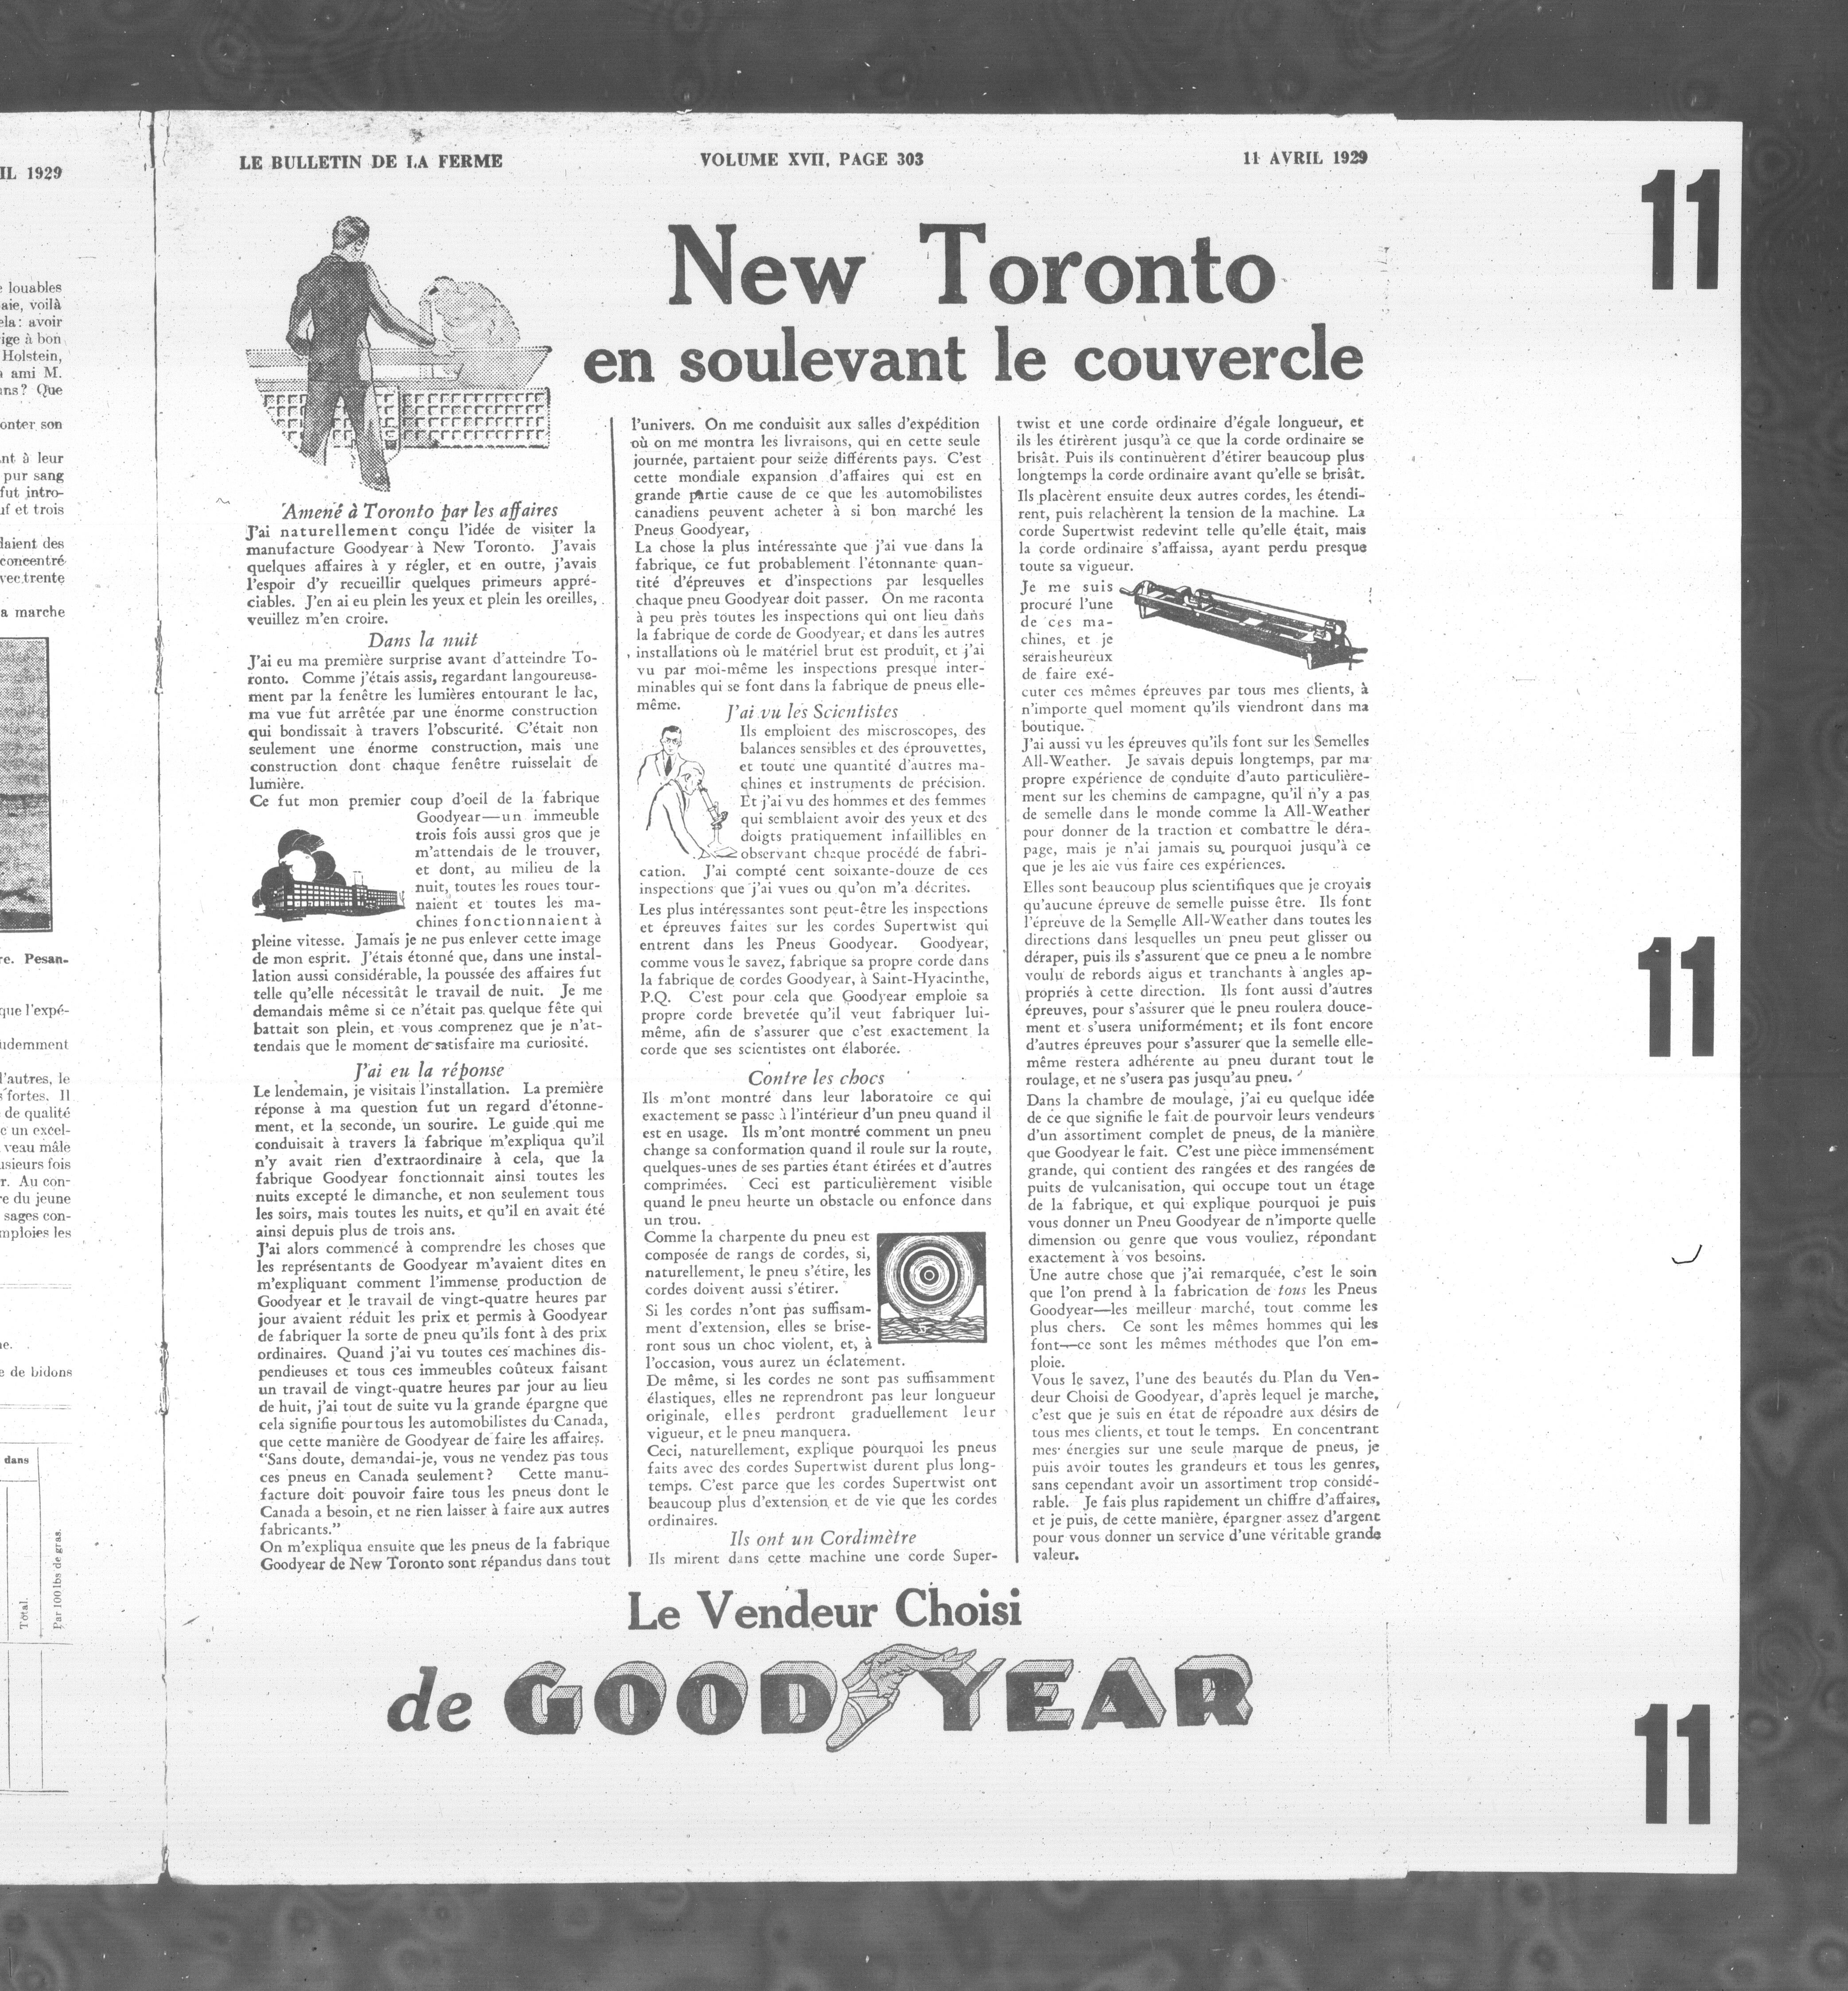 IL 1929
e louables
aie, voilà
ela: avoir
ige à bon
Holstein,
ami M.
ans? Que
onter son
nt à leur
pur sang
fut intro-
uf et trois
daient des
concentré
vec trente
a marche
re. Pesan-
que l'expé-
udemment
l'autres, le
s fortes. Il
de qualité
c un excel-
veau mâle
usieurs fois
r. Au con-
re du jeune
sages con-
mploies les
ne.
e de bidons
dans
Total.
Par 100 lbs de gras.
LE BULLETIN DE LA FERME
VOLUME XVII, PAGE 303
11 AVRIL 1929
New Toronto
en soulevant le couvercle
Amené à Toronto par les affaires
J'ai naturellement conçu l'idée de visiter la
manufacture Goodyear à New Toronto. J'avais
quelques affaires à y régler, et en outre, j'avais
l'espoir d'y recueillir quelques primeurs appré-
ciables. J'en ai eu plein les yeux et plein les oreilles,
veuillez m'en croire.
Dans la nuit
J'ai eu ma première surprise avant d'atteindre To-
ronto. Comme j'étais assis, regardant langoureuse-
ment par la fenêtre les lumières entourant le lac,
ma vue fut arrêtée par une énorme construction
qui bondissait à travers l'obscurité. C'était non
seulement une énorme construction, mais une
construction dont chaque fenêtre ruisselait de
lumière.
Ce fut mon premier coup d'oeil de la fabrique
Goodyear—un immeuble
trois fois aussi gros que je
m'attendais de le trouver,
et dont, au milieu de la
nuit, toutes les roues tour-
naient et toutes les ma-
chines fonctionnaient à
pleine vitesse. Jamais je ne pus enlever cette image
de mon esprit. J'étais étonné que, dans une instal-
lation aussi considérable, la poussée des affaires fut
telle qu'elle nécessitât le travail de nuit. Je me
demandais même si ce n'était pas quelque fête qui
battait son plein, et vous comprenez que je n'at-
tendais que le moment de satisfaire ma curiosité.
J'ai eu la réponse
Le lendemain, je visitais l'installation. La première
réponse à ma question fut un regard d'étonne-
ment, et la seconde, un sourire. Le guide qui me
conduisait à travers la fabrique m'expliqua qu'il
n'y avait rien d'extraordinaire à cela, que la
fabrique Goodyear fonctionnait ainsi toutes les
nuits excepté le dimanche, et non seulement tous
les soirs, mais toutes les nuits, et qu'il en avait été
ainsi depuis plus de trois ans.
J'ai alors commencé à comprendre les choses que
les représentants de Goodyear m'avaient dites en
m'expliquant comment l'immense production de
Goodyear et le travail de vingt-quatre heures par
jour avaient réduit les prix et permis à Goodyear
de fabriquer la sorte de pneu qu'ils font à des prix
ordinaires. Quand j'ai vu toutes ces machines dis-
pendieuses et tous ces immeubles coûteux faisant
un travail de vingt-quatre heures par jour au lieu
de huit, j'ai tout de suite vu la grande épargne que
cela signifie pour tous les automobilistes du Canada,
que cette manière de Goodyear de faire les affaires.
"Sans doute, demandai-je, vous ne vendez pas tous
ces pneus en Canada seulement? Cette manu-
facture doit pouvoir faire tous les pneus dont le
Canada a besoin, et ne rien laisser à faire aux autres
fabricants."
On m'expliqua ensuite que les pneus de la fabrique
Goodyear de New Toronto sont répandus dans tout
l'univers. On me conduisit aux salles d'expédition
où on me montra les livraisons, qui en cette seule
journée, partaient pour seize différents pays. C'est
cette mondiale expansion d'affaires qui est en
grande partie cause de ce que les automobilistes
canadiens peuvent acheter à si bon marché les
Pneus Goodyear,
La chose la plus intéressante que j'ai vue dans la
fabrique, ce fut probablement l'étonnante quan-
tité d'épreuves et d'inspections par lesquelles
chaque pneu Goodyear doit passer. On me raconta
à peu près toutes les inspections qui ont lieu dans
la fabrique de corde de Goodyear, et dans les autres
installations où le matériel brut est produit, et j'ai
vu par moi-même les inspections presque inter-
minables qui se font dans la fabrique de pneus elle-
même.
J'ai vu les Scientistes
Ils emploient des miscroscopes, des
balances sensibles et des éprouvettes,
et toute une quantité d'autres ma-
chines et instruments de précision.
Et j'ai vu des hommes et des femmes
qui semblaient avoir des yeux et des
doigts pratiquement infaillibles en
observant chaque procédé de fabri-
cation. J'ai compté cent soixante-douze de ces
inspections que j'ai vues ou qu'on m'a décrites.
Les plus intéressantes sont peut-être les inspections
et épreuves faites sur les cordes Supertwist qui
entrent dans les Pneus Goodyear. Goodyear,
comme vous le savez, fabrique sa propre corde dans
la fabrique de cordes Goodyear, à Saint-Hyacinthe,
P.Q. C'est pour cela que Goodyear emploie sa
propre corde brevetée qu'il veut fabriquer lui-
même, afin de s'assurer que c'est exactement la
corde que ses scientistes ont élaborée.
Contre les chocs
Ils m'ont montré dans leur laboratoire ce qui
exactement se passe à l'intérieur d'un pneu quand il
est en usage. Ils m'ont montré comment un pneu
change sa conformation quand il roule sur la route,
quelques-unes de ses parties étant étirées et d'autres
comprimées. Ceci est particulièrement visible
quand le pneu heurte un obstacle ou enfonce dans
un trou.
Comme la charpente du pneu est
composée de rangs de cordes, si,
naturellement, le pneu s'étire, les
cordes doivent aussi s'étirer.
Si les cordes n'ont pas suffisam-
ment d'extension, elles se brise-
ront sous un choc violent, et, à
l'occasion, vous aurez un éclatement.
De même, si les cordes ne sont pas suffisamment
élastiques, elles ne reprendront pas leur longueur
originale, elles perdront graduellement leur
vigueur, et le pneu manquera.
Ceci, naturellement, explique pourquoi les pneus
faits avec des cordes Supertwist durent plus long-
temps. C'est parce que les cordes Supertwist ont
beaucoup plus d'extension et de vie que les cordes
ordinaires.
Ils ont un Cordimètre
Ils mirent dans cette machine une corde Super-
twist et une corde ordinaire d'égale longueur, et
ils les étirèrent jusqu'à ce que la corde ordinaire se
brisât. Puis ils continuèrent d'étirer beaucoup plus
longtemps la corde ordinaire avant qu'elle se brisât.
Ils placèrent ensuite deux autres cordes, les étendi-
rent, puis relachèrent la tension de la machine. La
corde Supertwist redevint telle qu'elle était, mais
la corde ordinaire s'affaissa, ayant perdu presque
toute sa vigueur.
Je me suis
procuré l'une
de ces ma-
chines, et je
serais heureux
de faire exé-
cuter ces mêmes épreuves par tous mes clients, à
n'importe quel moment qu'ils viendront dans ma
boutique.
J'ai aussi vu les épreuves qu'ils font sur les Semelles
All-Weather. Je savais depuis longtemps, par ma
propre expérience de conduite d'auto particulière-
ment sur les chemins de campagne, qu'il n'y a pas
de semelle dans le monde comme la All-Weather
pour donner de la traction et combattre le déra-
page, mais je n'ai jamais su pourquoi jusqu'à ce
que je les aie vus faire ces expériences.
Elles sont beaucoup plus scientifiques que je croyais
qu'aucune épreuve de semelle puisse être. Ils font
l'épreuve de la Semelle All-Weather dans toutes les
directions dans lesquelles un pneu peut glisser ou
déraper, puis ils s'assurent que ce pneu a le nombre
voulu de rebords aigus et tranchants à angles ap-
propriés à cette direction. Ils font aussi d'autres
épreuves, pour s'assurer que le pneu roulera douce-
ment et s'usera uniformément; et ils font encore
d'autres épreuves pour s'assurer que la semelle elle-
même restera adhérente au pneu durant tout le
roulage, et ne s'usera pas jusqu'au pneu.
Dans la chambre de moulage, j'ai eu quelque idée
de ce que signifie le fait de pourvoir leurs vendeurs
d'un assortiment complet de pneus, de la manière
que Goodyear le fait. C'est une pièce immensément
grande, qui contient des rangées et des rangées de
puits de vulcanisation, qui occupe tout un étage
de la fabrique, et qui explique pourquoi je puis
vous donner un Pneu Goodyear de n'importe quelle
dimension ou genre que vous vouliez, répondant
exactement à vos besoins.
Une autre chose que j'ai remarquée, c'est le soin
que l'on prend à la fabrication de tous les Pneus
Goodyear—les meilleur marché, tout comme les
plus chers. Ce sont les mêmes hommes qui les
font—ce sont les mêmes méthodes que l'on em-
ploie.
Vous le savez, l'une des beautés du Plan du Ven-
deur Choisi de Goodyear, d'après lequel je marche,
c'est que je suis en état de répondre aux désirs de
tous mes clients, et tout le temps. En concentrant
mes énergies sur une seule marque de pneus, je
puis avoir toutes les grandeurs et tous les genres,
sans cependant avoir un assortiment trop considé-
rable. Je fais plus rapidement un chiffre d'affaires,
et je puis, de cette manière, épargner assez d'argent
pour vous donner un service d'une véritable grande
valeur.
Le Vendeur Choisi
de GOODYEAR
11
11
11